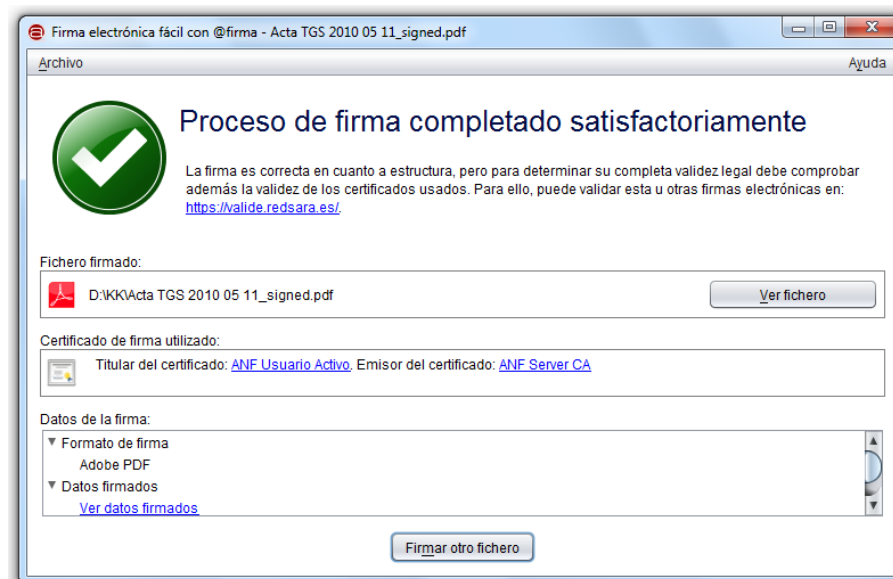 Firma electrónica fácil con @firma - Acta TGS 2010 05 11_signed.pdf
Archivo
Ayuda
Proceso de firma completado satisfactoriamente
La firma es correcta en cuanto a estructura, pero para determinar su completa validez legal debe comprobar
además la validez de los certificados usados. Para ello, puede validar esta u otras firmas electrónicas en:
https://valide.redsara.es/.
Fichero firmado:
D:\KK\Acta TGS 2010 05 11_signed.pdf
Ver fichero
Certificado de firma utilizado:
Titular del certificado: ANF Usuario Activo. Emisor del certificado: ANF Server CA
Datos de la firma:
Formato de firma
Adobe PDF
Datos firmados
Ver datos firmados
Firmar otro fichero